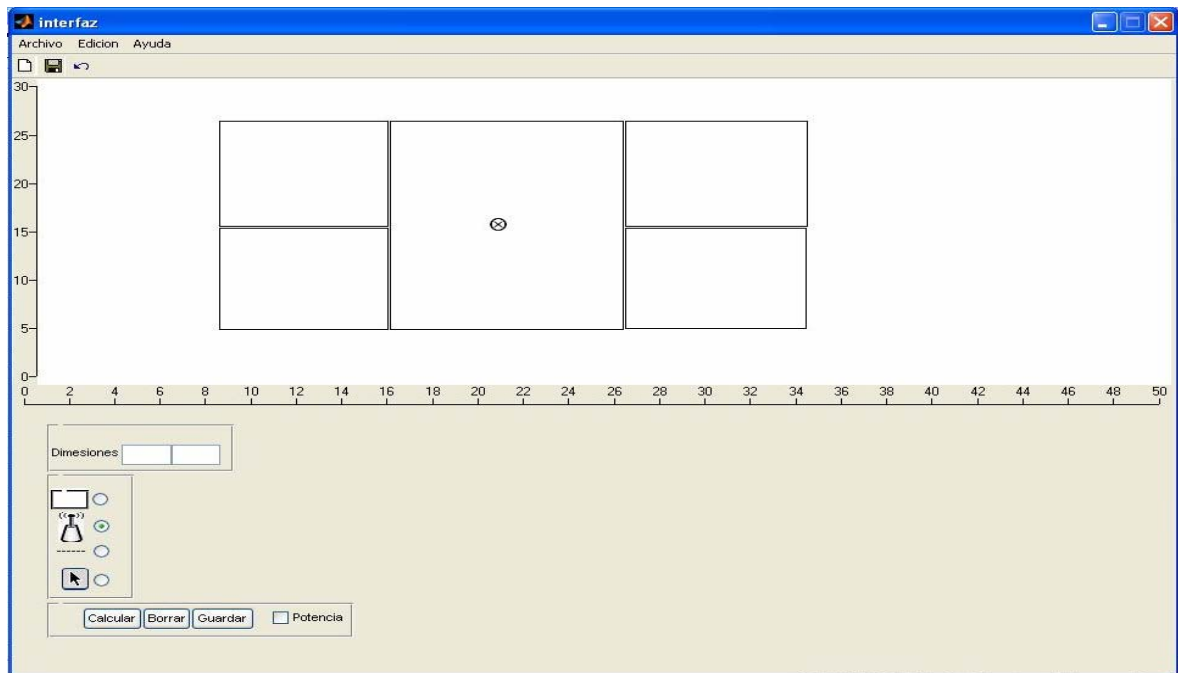 interfaz
Archivo Edicion Ayuda
30
25
20
15
10
5
0
0 2 4 6 8 10 12 14 16 18 20 22 24 26 28 30 32 34 36 38 40 42 44 46 48 50
Dimesiones
Calcular Borrar Guardar Potencia